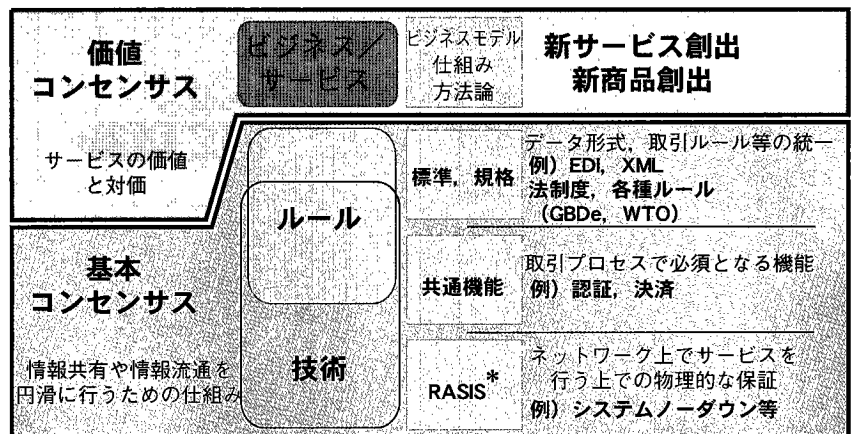 価値
コンセンサス
サービスの価値
と対価
ビジネス／
サービス
ビジネスモデル
仕組み
方法論
新サービス創出
新商品創出
基本
コンセンサス
情報共有や情報流通を
円滑に行うための仕組み
ルール
技術
標準，規格
データ形式，取引ルール等の統一
例）EDI，XML
法制度，各種ルール
（GBDe，WTO）
共通機能
取引プロセスで必須となる機能
例）認証，決済
RASIS*
ネットワーク上でサービスを
行う上での物理的な保証
例）システムノーダウン等